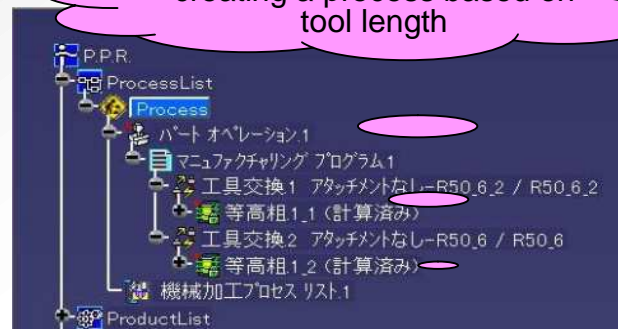 creating a process based on
tool length
P.P.R.
ProcessList
Process
パート オペレーション.1
マニュファクチャリング プログラム.1
工具交換.1 アタッチメントなし-R50_6_2 / R50_6_2
等高粗.1_1 (計算済み)
工具交換.2 アタッチメントなし-R50_6 / R50_6
等高粗.1_2 (計算済み)
機械加工プロセス リスト.1
ProductList